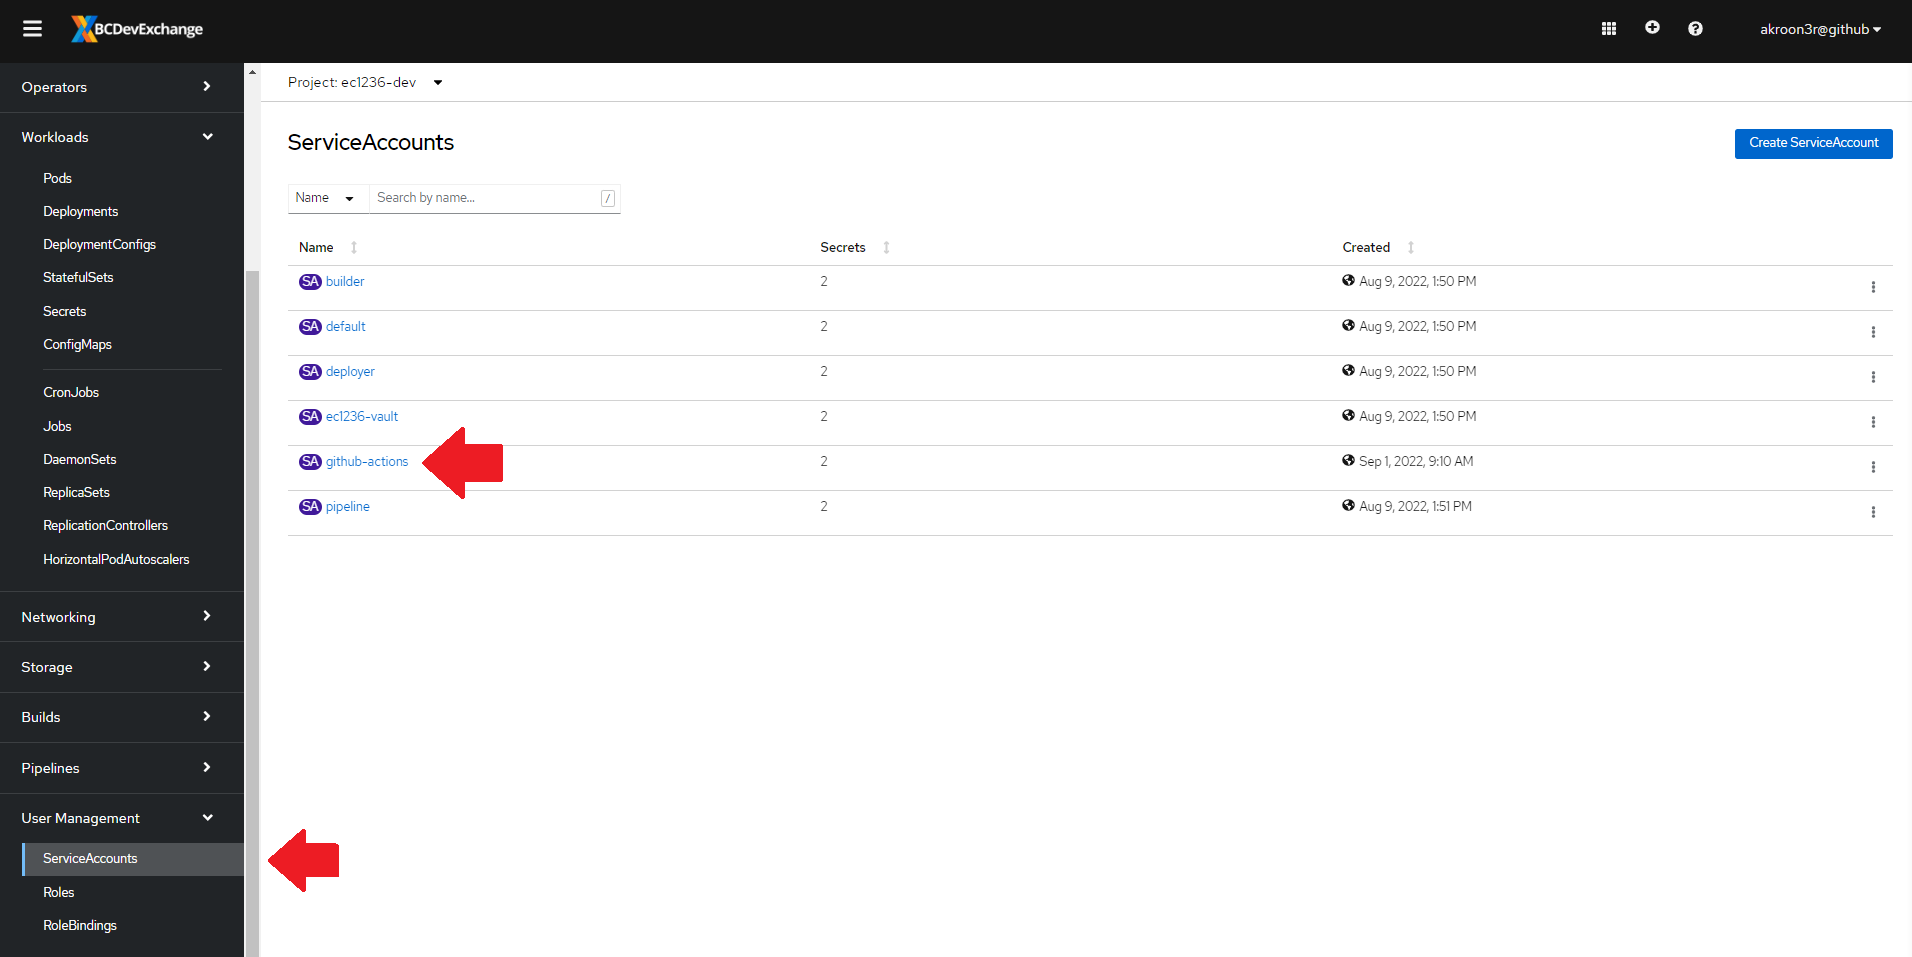 BCDevExchange
akroon3r@github
Operators
Workloads
Pods
Deployments
DeploymentConfigs
StatefulSets
Secrets
ConfigMaps
CronJobs
Jobs
DaemonSets
ReplicaSets
ReplicationControllers
HorizontalPodAutoscalers
Networking
Storage
Builds
Pipelines
User Management
ServiceAccounts
Roles
RoleBindings
Project: ec1236-dev
ServiceAccounts
Create ServiceAccount
Name Search by name... /
Name Secrets Created
SA builder 2 Aug 9, 2022, 1:50 PM
SA default 2 Aug 9, 2022, 1:50 PM
SA deployer 2 Aug 9, 2022, 1:50 PM
SA ec1236-vault 2 Aug 9, 2022, 1:50 PM
SA github-actions 2 Sep 1, 2022, 9:10 AM
SA pipeline 2 Aug 9, 2022, 1:51 PM